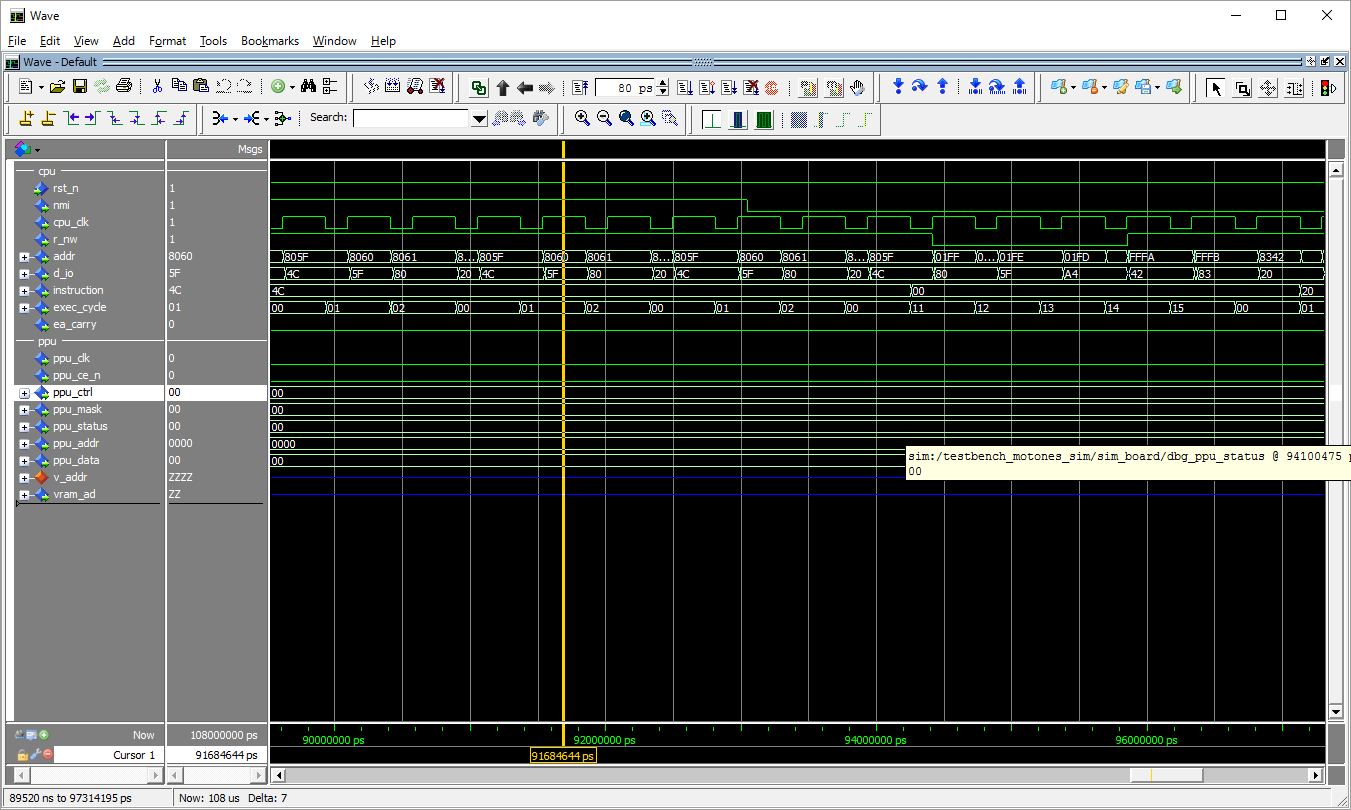 Wave
File Edit View Add Format Tools Bookmarks Window Help
Wave - Default
80 ps
Search:
Msgs
cpu
rst_n 1
nmi 1
cpu_clk 1
r_nw 1
addr 8060 805F 8060 8061 8... 805F 8060 8061 8... 805F 8060 8061 8... 805F 01FF 0... 01FE 01FD FFFA FFFB 8342
d_io 5F 4C 5F 80 20 4C 5F 80 20 4C 5F 80 20 4C 80 5F A4 42 83 20
instruction 4C 4C 00 20
exec_cycle 01 00 01 02 00 01 02 00 01 02 00 11 12 13 14 15 00 01
ea_carry 0
ppu
ppu_clk 0
ppu_ce_n 0
ppu_ctrl 00 00
ppu_mask 00 00
ppu_status 00 00
ppu_addr 0000 0000
sim:/testbench_motones_sim/sim_board/dbg_ppu_status @ 94100475 p
ppu_data 00 00
00
v_addr ZZZZ
vram_ad ZZ
Now 108000000 ps 90000000 ps 92000000 ps 94000000 ps 96000000 ps
Cursor 1 91684644 ps 91684644 ps
89520 ns to 97314195 ps Now: 108 us Delta: 7